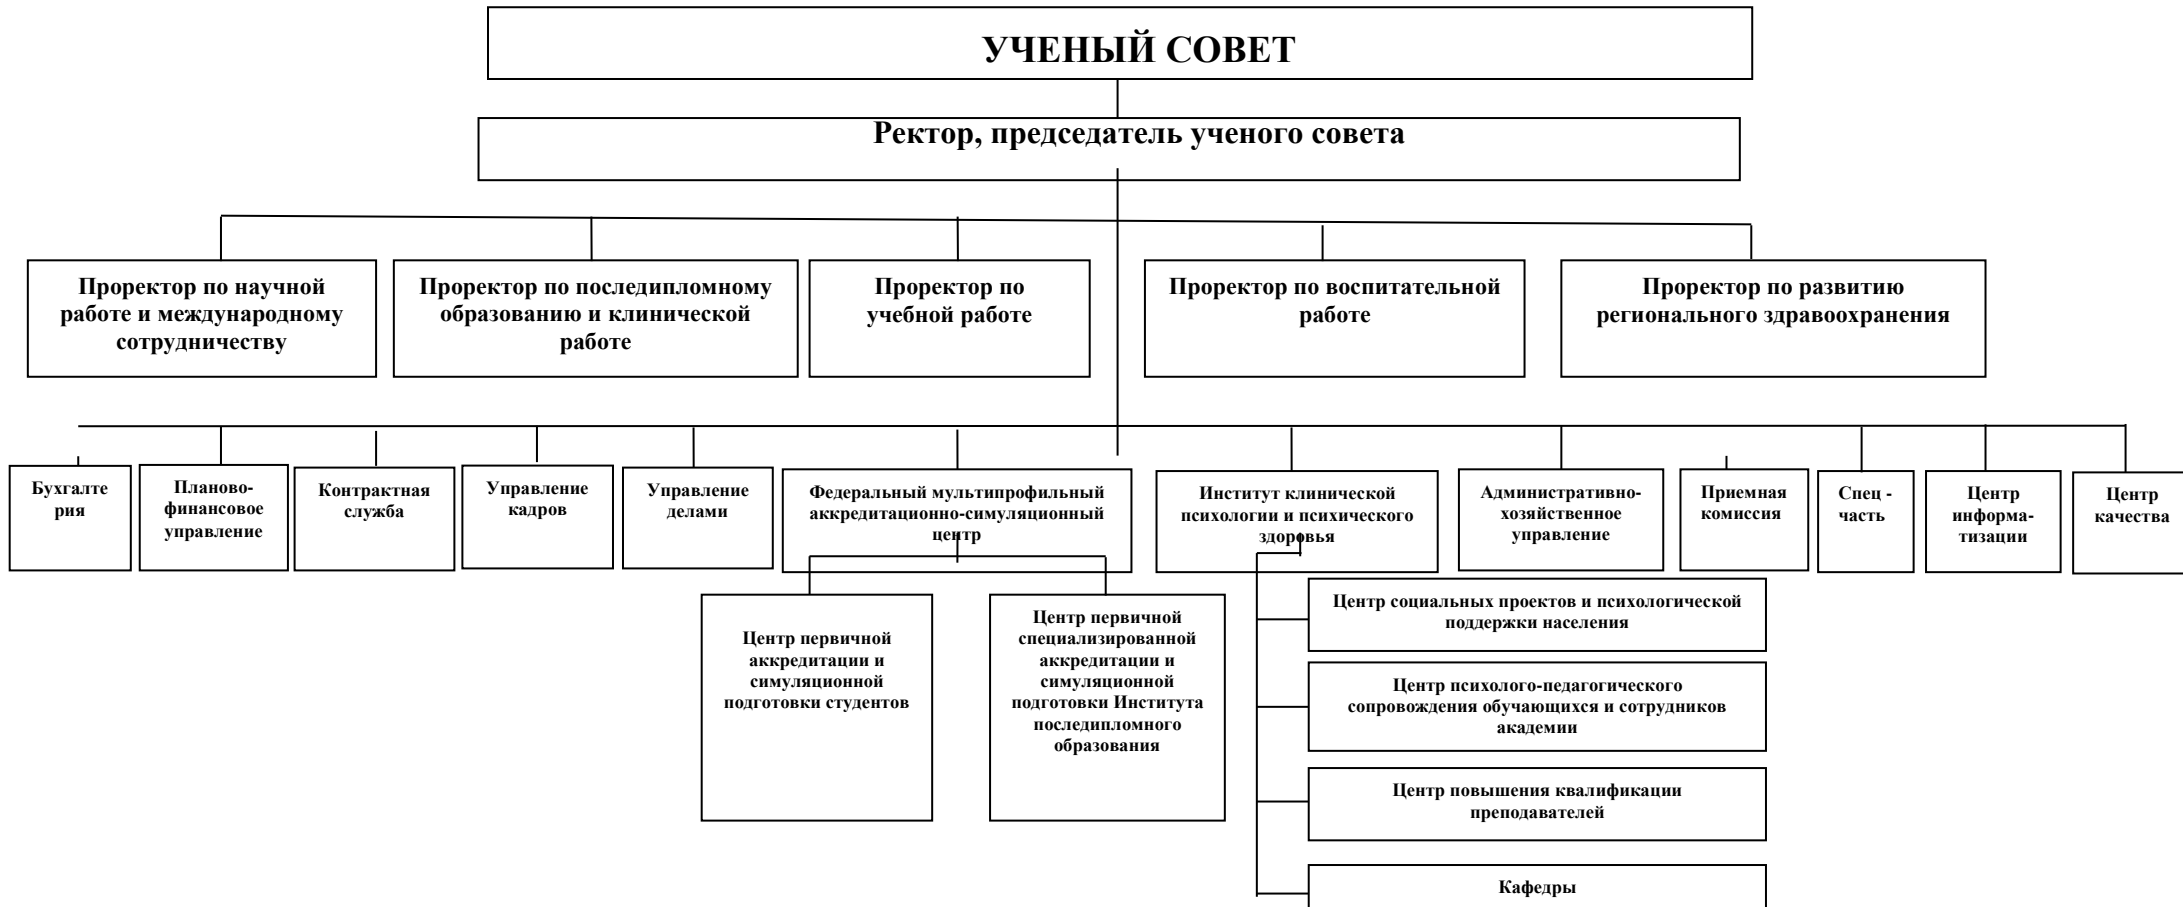 УЧЕНЫЙ СОВЕТ
Ректор, председатель ученого совета
Проректор по научной
работе и международному
сотрудничеству
Проректор по последипломному
образованию и клинической
работе
Проректор по
учебной работе
Проректор по воспитательной
работе
Проректор по развитию
регионального здравоохранения
Бухгалте
рия
Планово-
финансовое
управление
Контрактная
служба
Управление
кадров
Управление
делами
Федеральный мультипрофильный
аккредитационно-симуляционный
центр
Институт клинической
психологии и психического
здоровья
Административно-
хозяйственное
управление
Приемная
комиссия
Спец -
часть
Центр
информа-
тизации
Центр
качества
Центр первичной
аккредитации и
симуляционной
подготовки студентов
Центр первичной
специализированной
аккредитации и
симуляционной
подготовки Института
последипломного
образования
Центр социальных проектов и психологической
поддержки населения
Центр психолого-педагогического
сопровождения обучающихся и сотрудников
академии
Центр повышения квалификации
преподавателей
Кафедры